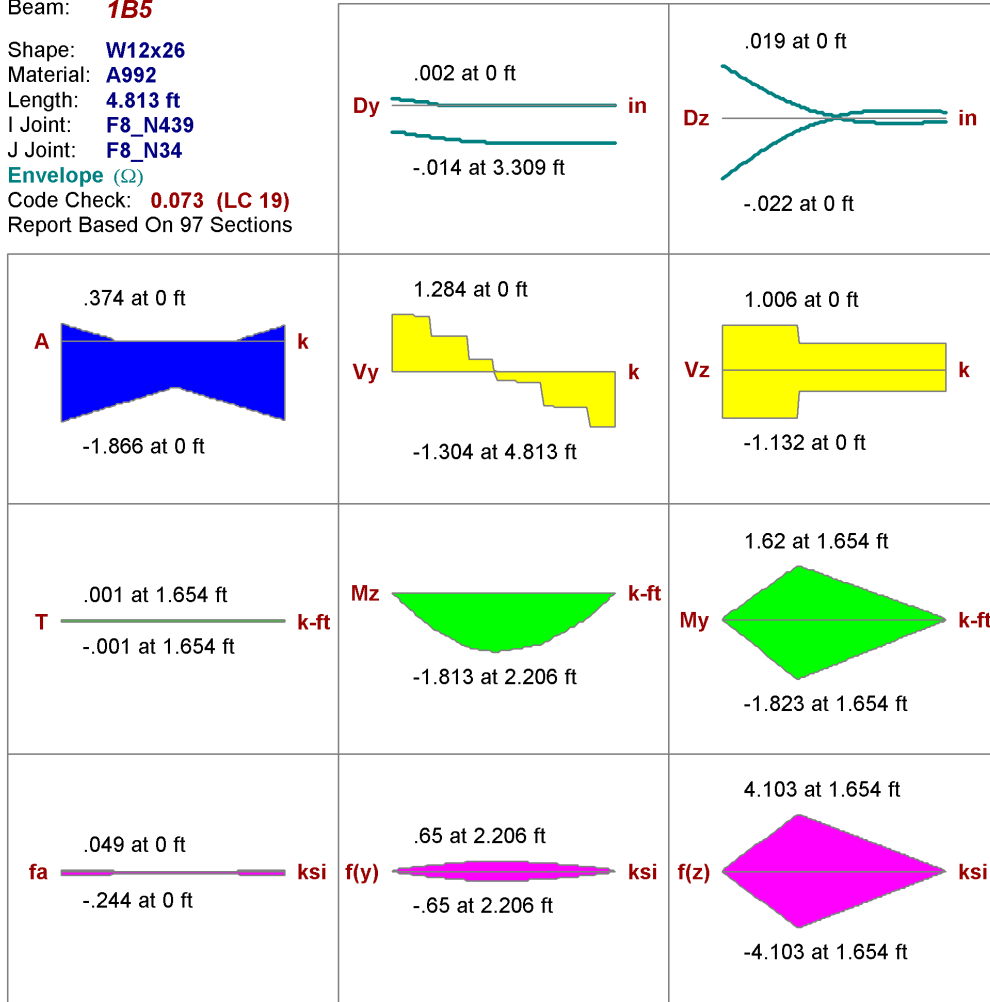 Beam: 1B5
Shape: W12x26
Material: A992
Length: 4.813 ft
I Joint: F8_N439
J Joint: F8_N34
Envelope (Ω)
Code Check: 0.073 (LC 19)
Report Based On 97 Sections
.002 at 0 ft
Dy in
-.014 at 3.309 ft
.019 at 0 ft
Dz in
-.022 at 0 ft
.374 at 0 ft
A k
-1.866 at 0 ft
1.284 at 0 ft
Vy k
-1.304 at 4.813 ft
1.006 at 0 ft
Vz k
-1.132 at 0 ft
.001 at 1.654 ft
T k-ft
-.001 at 1.654 ft
Mz k-ft
-1.813 at 2.206 ft
1.62 at 1.654 ft
My k-ft
-1.823 at 1.654 ft
.049 at 0 ft
fa ksi
-.244 at 0 ft
.65 at 2.206 ft
f(y) ksi
-.65 at 2.206 ft
4.103 at 1.654 ft
f(z) ksi
-4.103 at 1.654 ft